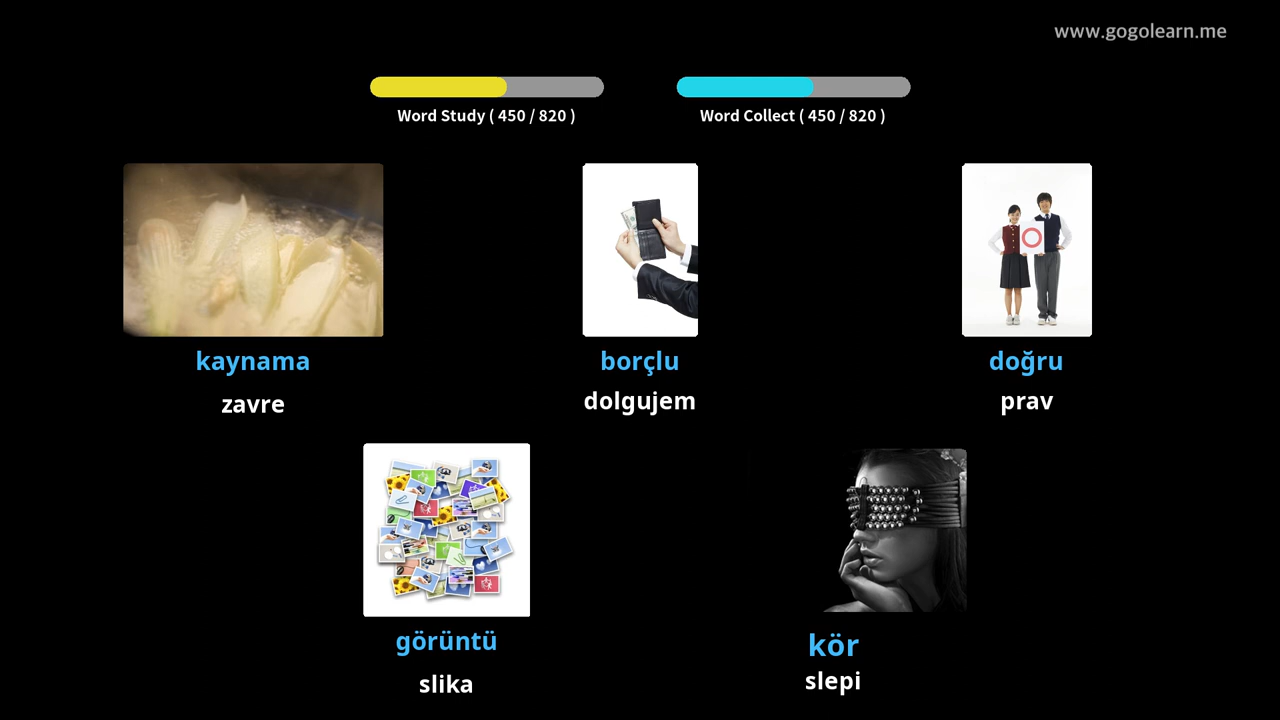 www.gogolearn.me
Word Study ( 450 / 820 )
Word Collect ( 450 / 820 )
kaynama
zavre
borçlu
dolgujem
doğru
prav
görüntü
slika
kör
slepi